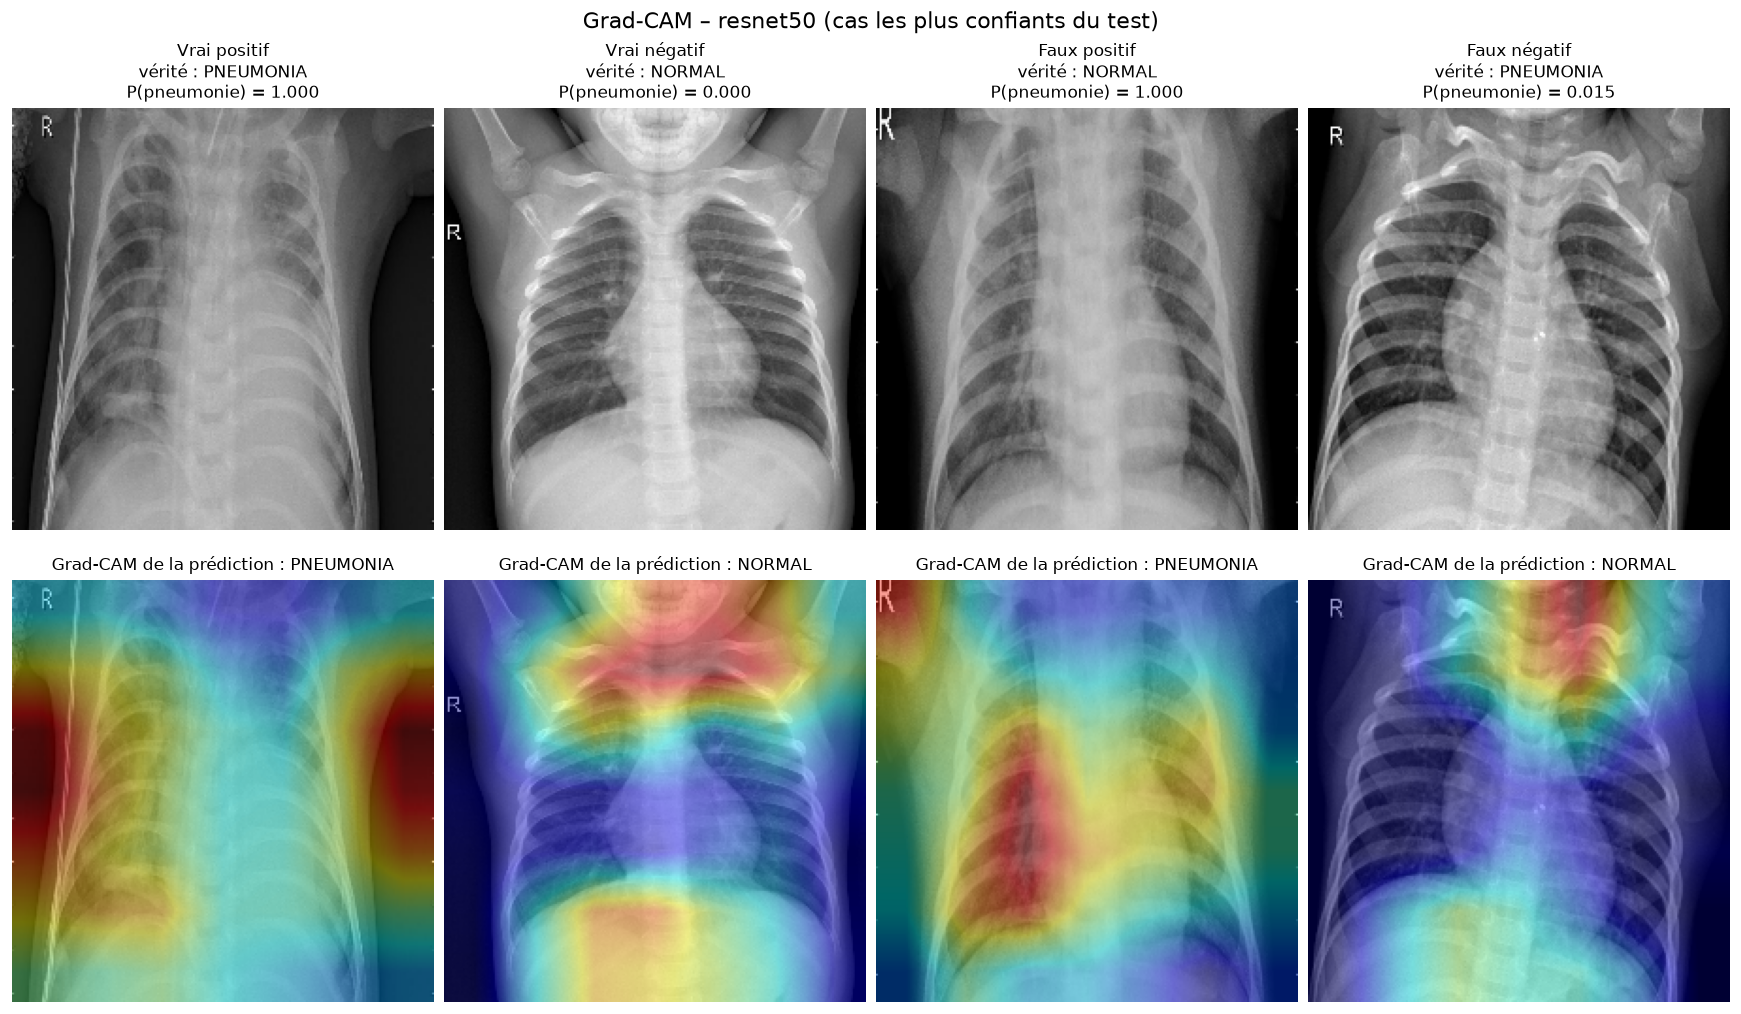 Grad-CAM – resnet50 (cas les plus confiants du test)
Vrai positif
vérité : PNEUMONIA
P(pneumonie) = 1.000
Vrai négatif
vérité : NORMAL
P(pneumonie) = 0.000
Faux positif
vérité : NORMAL
P(pneumonie) = 1.000
Faux négatif
vérité : PNEUMONIA
P(pneumonie) = 0.015
R
R
R
R
Grad-CAM de la prédiction : PNEUMONIA
Grad-CAM de la prédiction : NORMAL
Grad-CAM de la prédiction : PNEUMONIA
Grad-CAM de la prédiction : NORMAL
R
R
R
R